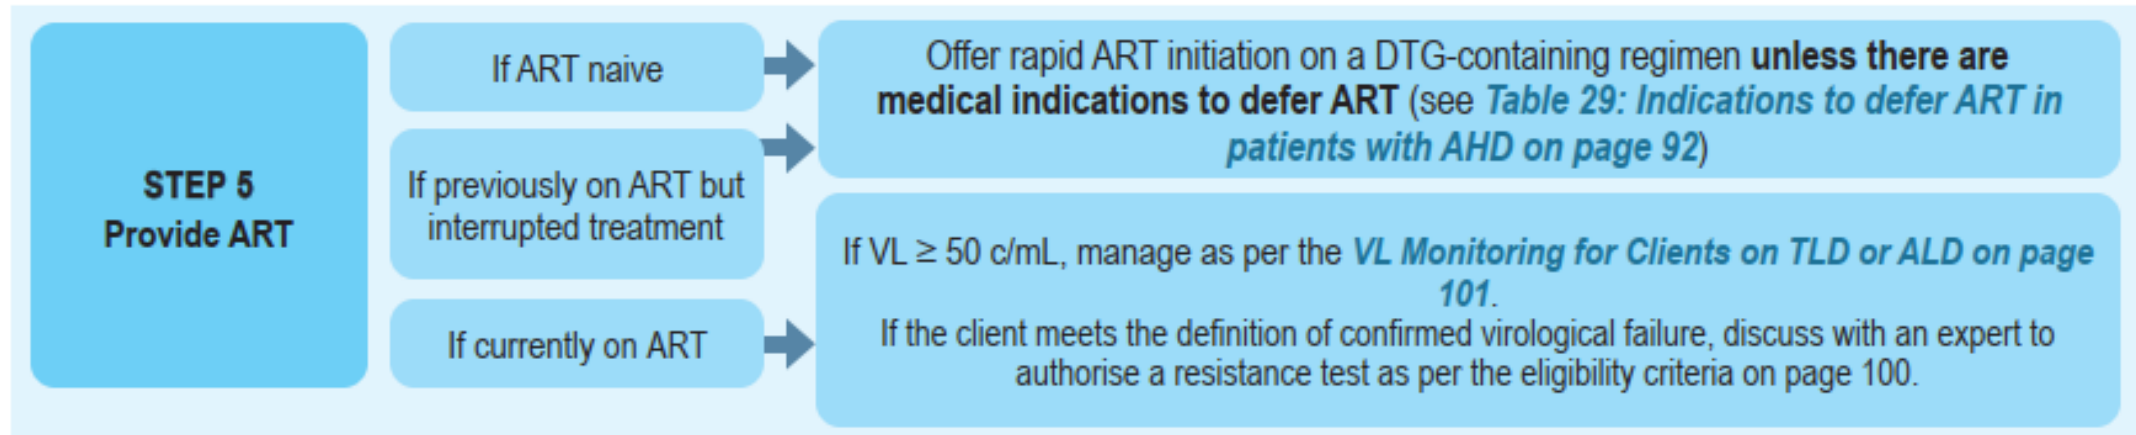 STEP 5
Provide ART
If ART naive
Offer rapid ART initiation on a DTG-containing regimen unless there are
medical indications to defer ART (see Table 29: Indications to defer ART in
patients with AHD on page 92)
If previously on ART but
interrupted treatment
If currently on ART
If VL ≥ 50 c/mL, manage as per the VL Monitoring for Clients on TLD or ALD on page
101.
If the client meets the definition of confirmed virological failure, discuss with an expert to
authorise a resistance test as per the eligibility criteria on page 100.